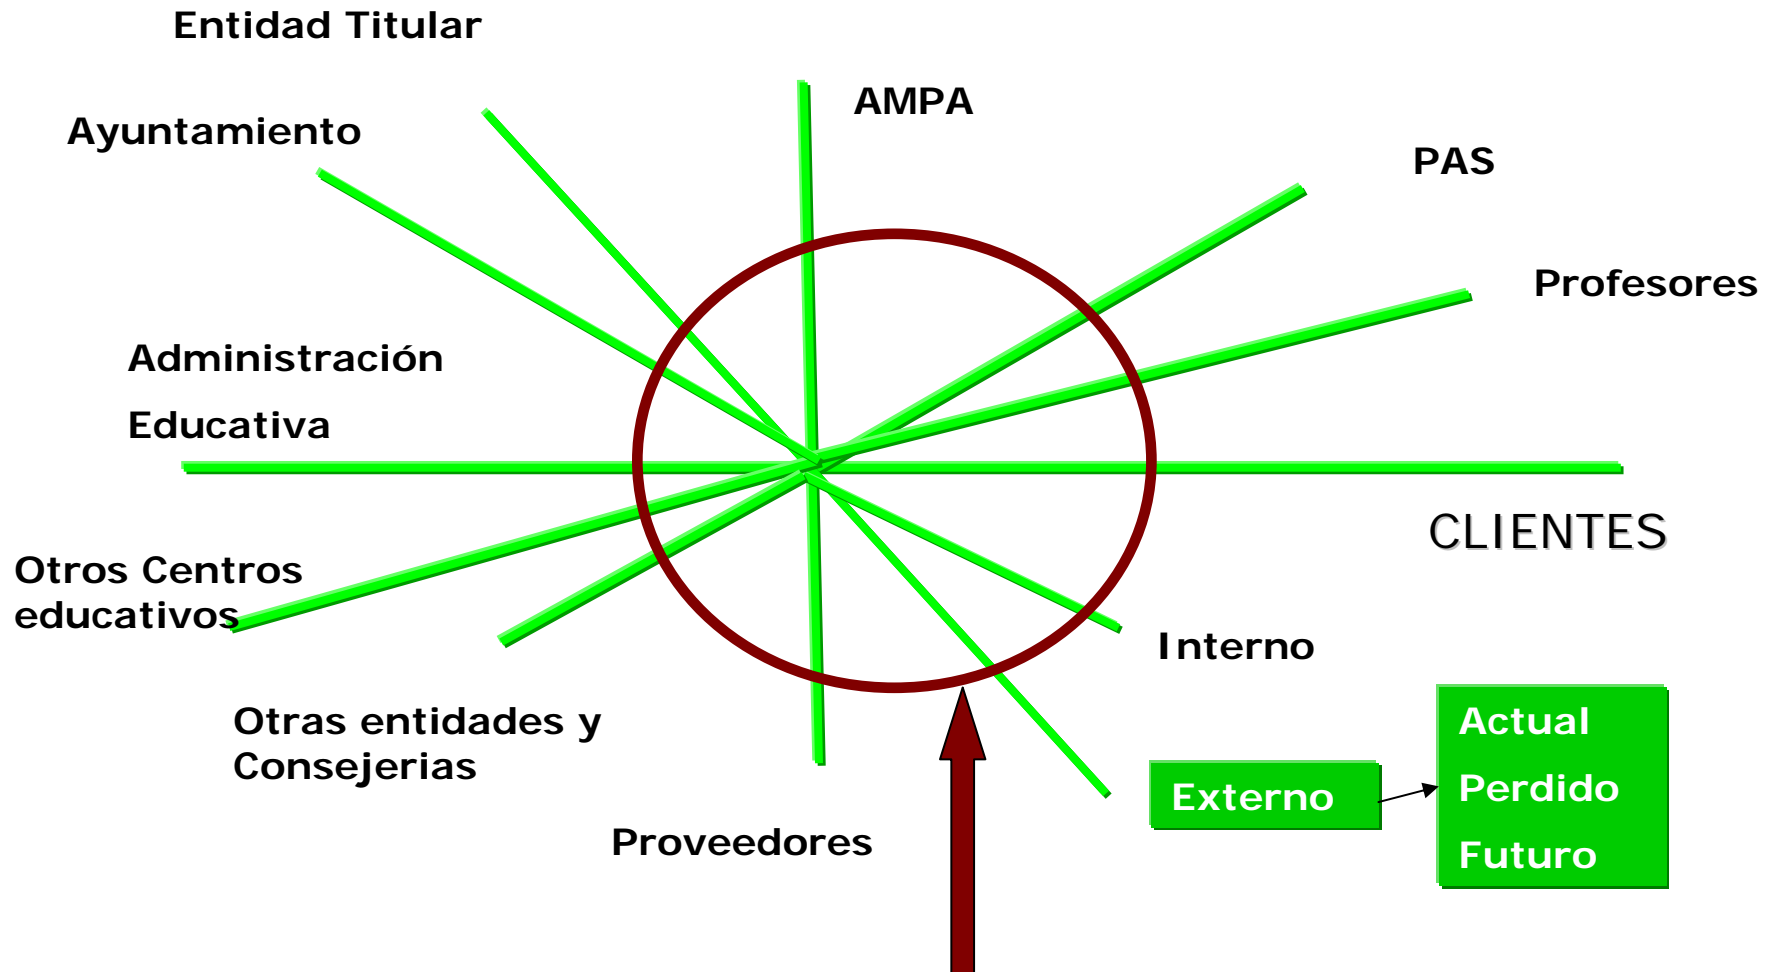 Entidad Titular
AMPA
Ayuntamiento
PAS
Profesores
Administración
Educativa
CLIENTES
Otros Centros
educativos
Interno
Otras entidades y
Consejerias
Actual
Externo
Perdido
Proveedores
Futuro